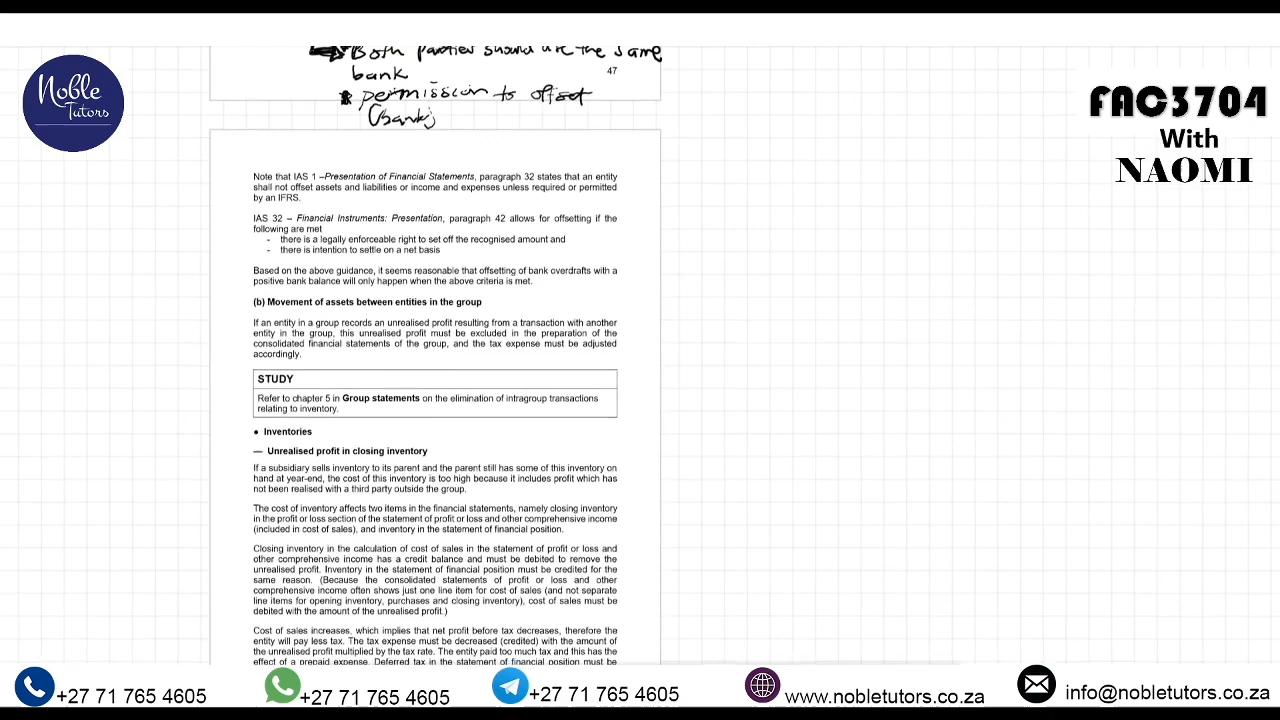 Both parties should use the same
47
bank
permission to offset
(bank)
Noble
Tutors
FAC3704
With
NAOMI
Note that IAS 1 –Presentation of Financial Statements, paragraph 32 states that an entity
shall not offset assets and liabilities or income and expenses unless required or permitted
by an IFRS.
IAS 32 – Financial Instruments: Presentation, paragraph 42 allows for offsetting if the
following are met
- there is a legally enforceable right to set off the recognised amount and
- there is intention to settle on a net basis
Based on the above guidance, it seems reasonable that offsetting of bank overdrafts with a
positive bank balance will only happen when the above criteria is met.
(b) Movement of assets between entities in the group
If an entity in a group records an unrealised profit resulting from a transaction with another
entity in the group, this unrealised profit must be excluded in the preparation of the
consolidated financial statements of the group, and the tax expense must be adjusted
accordingly.
STUDY
Refer to chapter 5 in Group statements on the elimination of intragroup transactions
relating to inventory.
• Inventories
— Unrealised profit in closing inventory
If a subsidiary sells inventory to its parent and the parent still has some of this inventory on
hand at year-end, the cost of this inventory is too high because it includes profit which has
not been realised with a third party outside the group.
The cost of inventory affects two items in the financial statements, namely closing inventory
in the profit or loss section of the statement of profit or loss and other comprehensive income
(included in cost of sales), and inventory in the statement of financial position.
Closing inventory in the calculation of cost of sales in the statement of profit or loss and
other comprehensive income has a credit balance and must be debited to remove the
unrealised profit. Inventory in the statement of financial position must be credited for the
same reason. (Because the consolidated statements of profit or loss and other
comprehensive income often shows just one line item for cost of sales (and not separate
line items for opening inventory, purchases and closing inventory), cost of sales must be
debited with the amount of the unrealised profit.)
Cost of sales increases, which implies that net profit before tax decreases, therefore the
entity will pay less tax. The tax expense must be decreased (credited) with the amount of
the unrealised profit multiplied by the tax rate. The entity paid too much tax and this has the
effect of a prepaid expense. Deferred tax in the statement of financial position must be
+27 71 765 4605
+27 71 765 4605
+27 71 765 4605
www.nobletutors.co.za
info@nobletutors.co.za